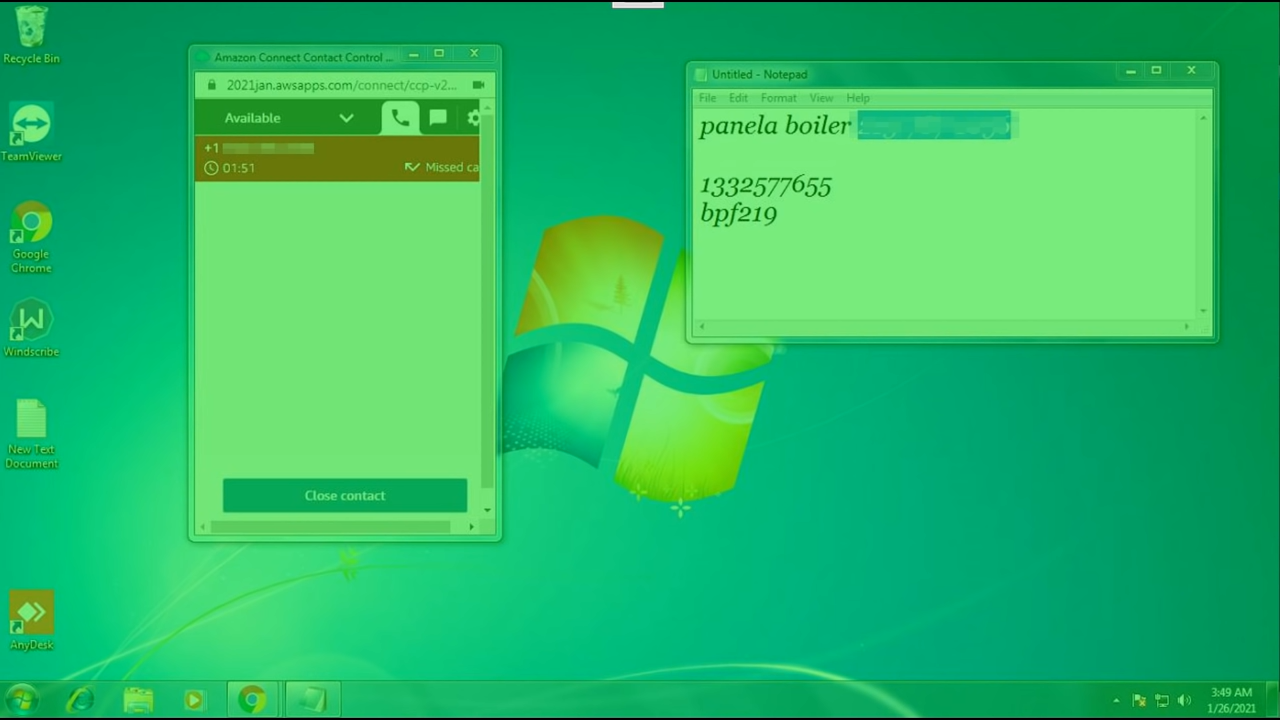 Recycle Bin
TeamViewer
Google
Chrome
Windscribe
New Text
Document
AnyDesk
Amazon Connect Contact Control ...
2021jan.awsapps.com/connect/ccp-v2...
Available
+1
01:51
Missed ca
Close contact
Untitled - Notepad
File Edit Format View Help
panela boiler
1332577655
bpf219
3:49 AM
1/26/2021